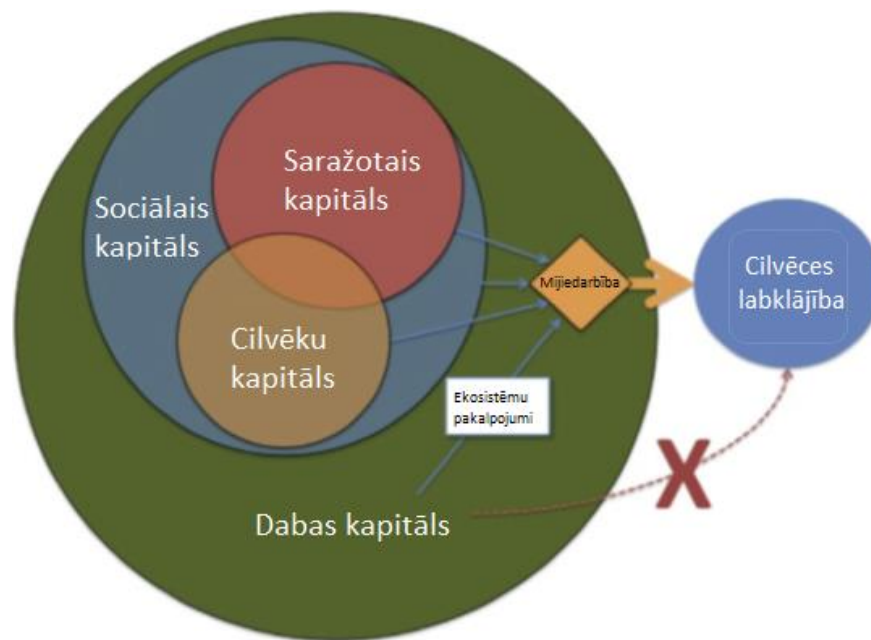 Saražotais
kapitāls
Sociālais
kapitāls
Mijiedarbība
Cilvēces
labklājība
Cilvēku
kapitāls
Ekosistēmu
pakalpojumi
X
Dabas kapitāls